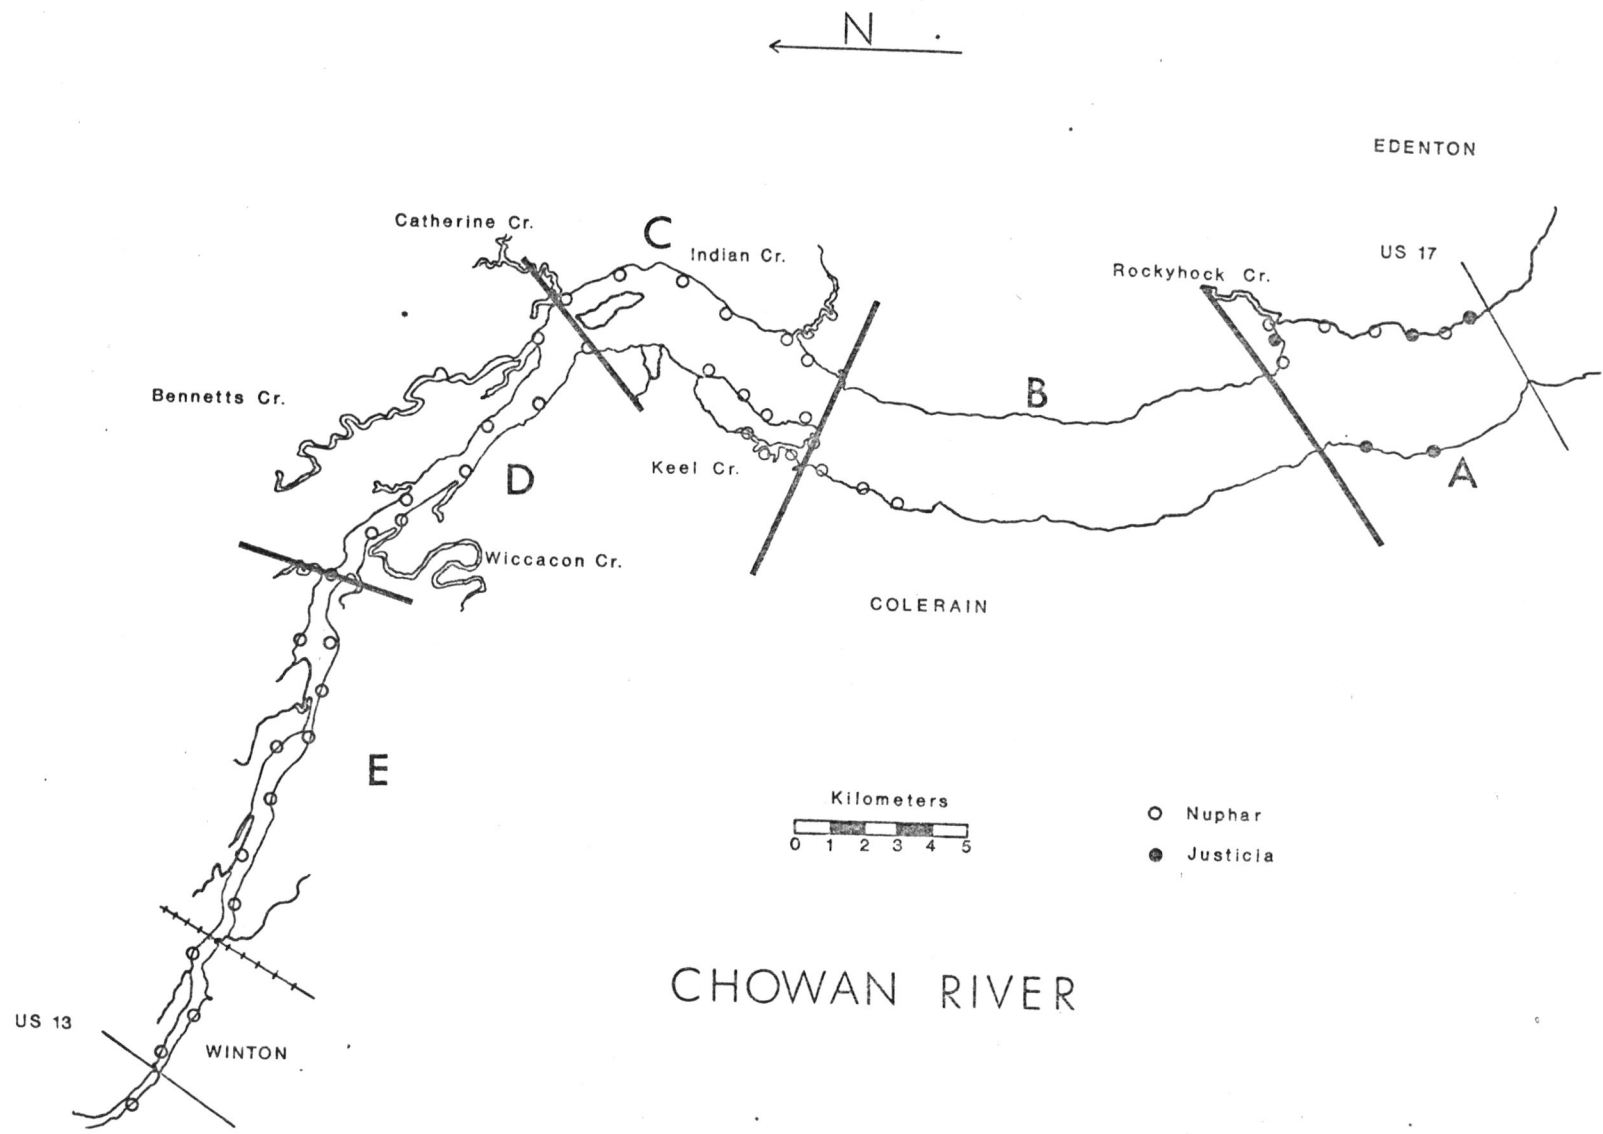 N
EDENTON
Catherine Cr.
C
Indian Cr.
US 17
Rockyhock Cr.
Bennetts Cr.
B
Keel Cr.
D
A
Wiccacon Cr.
COLERAIN
E
Kilometers
0 1 2 3 4 5
Nuphar
Justicia
CHOWAN RIVER
US 13
WINTON